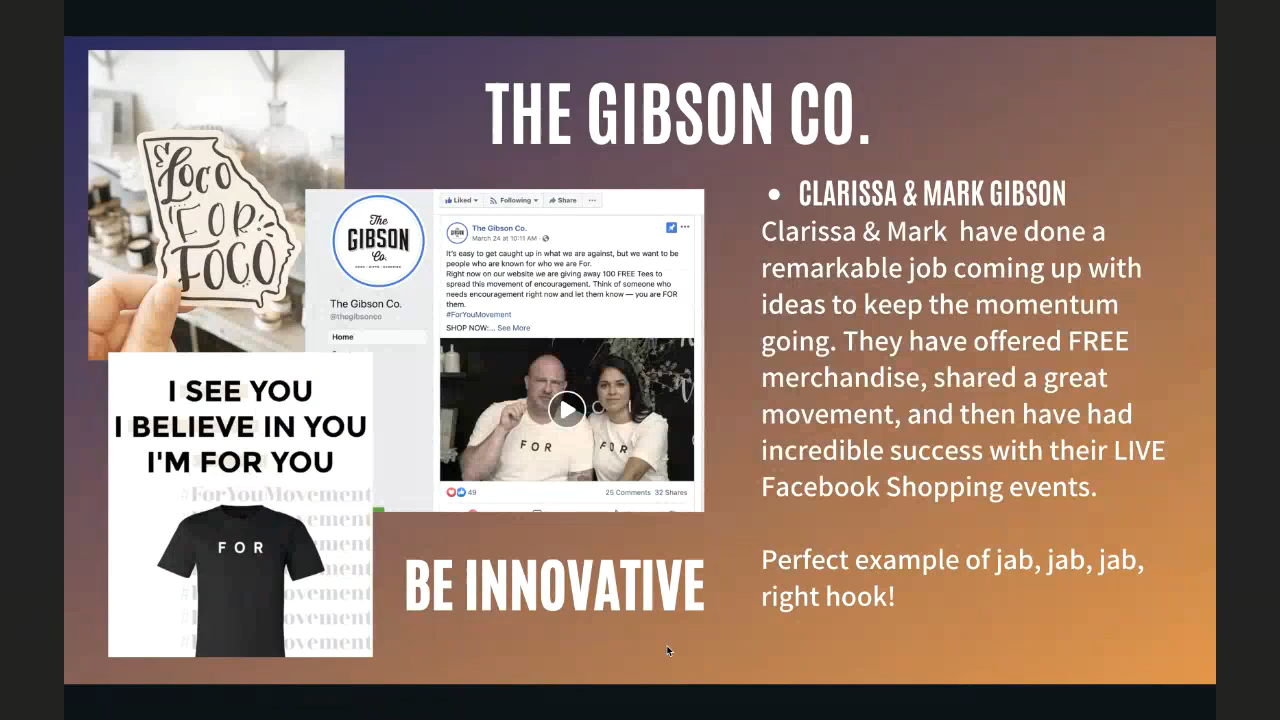 THE GIBSON CO.
Loco
FOR
FOCO
The
GIBSON
Co.
The Gibson Co.
@thegibsonco
Home
Liked
Following
Share
The Gibson Co.
March 24 at 10:11 AM
It's easy to get caught up in what we are against, but we want to be
people who are known for who we are For.
Right now on our website we are giving away 100 FREE Tees to
spread this movement of encouragement. Think of someone who
needs encouragement right now and let them know — you are FOR
them.
#ForYouMovement
SHOP NOW:... See More
FOR
FOR
49
25 Comments 32 Shares
I SEE YOU
I BELIEVE IN YOU
I'M FOR YOU
#ForYouMovement
ovement
ovement
ovement
ovement
ovement
ovement
FOR
BE INNOVATIVE
• CLARISSA & MARK GIBSON
Clarissa & Mark have done a
remarkable job coming up with
ideas to keep the momentum
going. They have offered FREE
merchandise, shared a great
movement, and then have had
incredible success with their LIVE
Facebook Shopping events.
Perfect example of jab, jab, jab,
right hook!